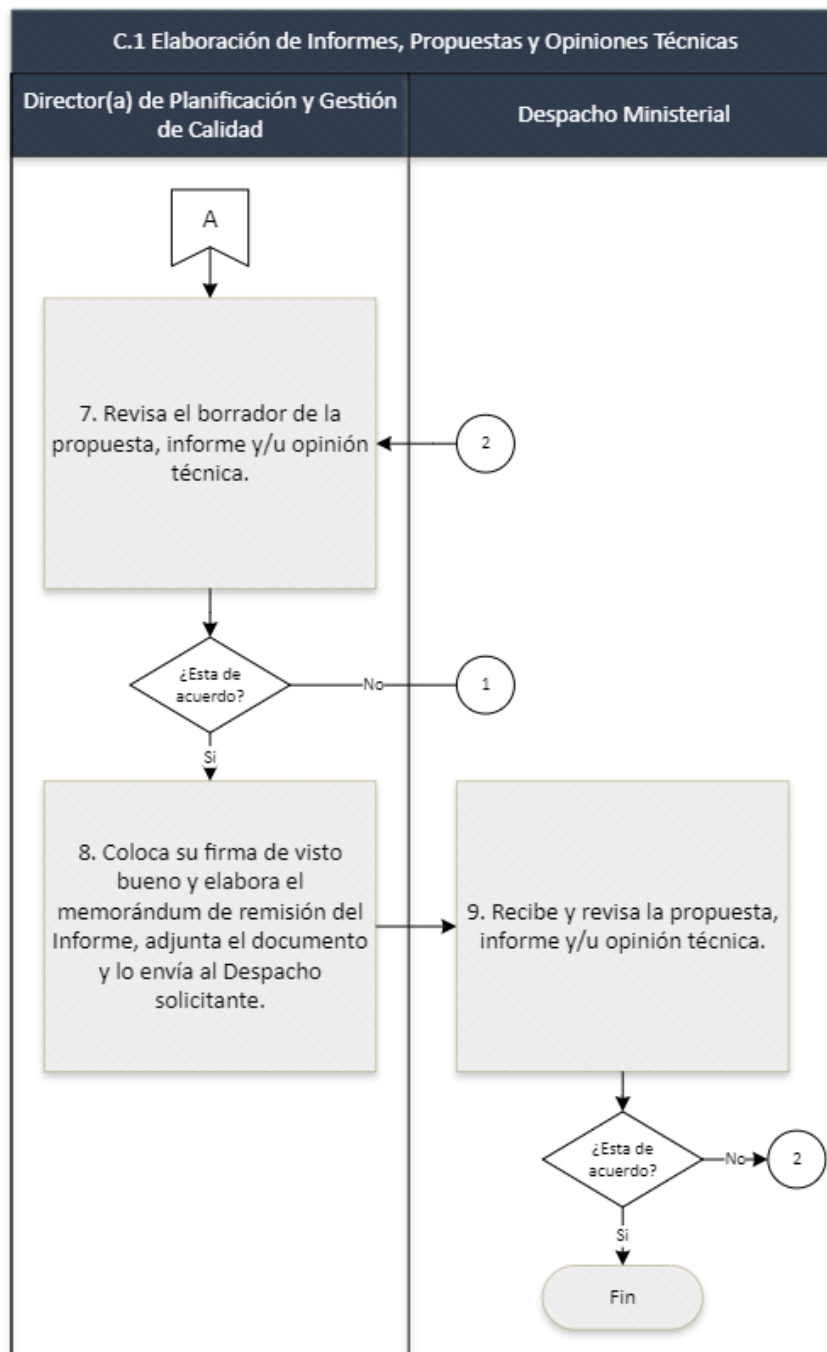 C.1 Elaboración de Informes, Propuestas y Opiniones Técnicas
Director(a) de Planificación y Gestión
de Calidad
Despacho Ministerial
A
7. Revisa el borrador de la
propuesta, informe y/u opinión
técnica.
2
¿Esta de
acuerdo?
No
1
Si
8. Coloca su firma de visto
bueno y elabora el
memorándum de remisión del
Informe, adjunta el documento
y lo envía al Despacho
solicitante.
9. Recibe y revisa la propuesta,
informe y/u opinión técnica.
¿Esta de
acuerdo?
No
2
Si
Fin